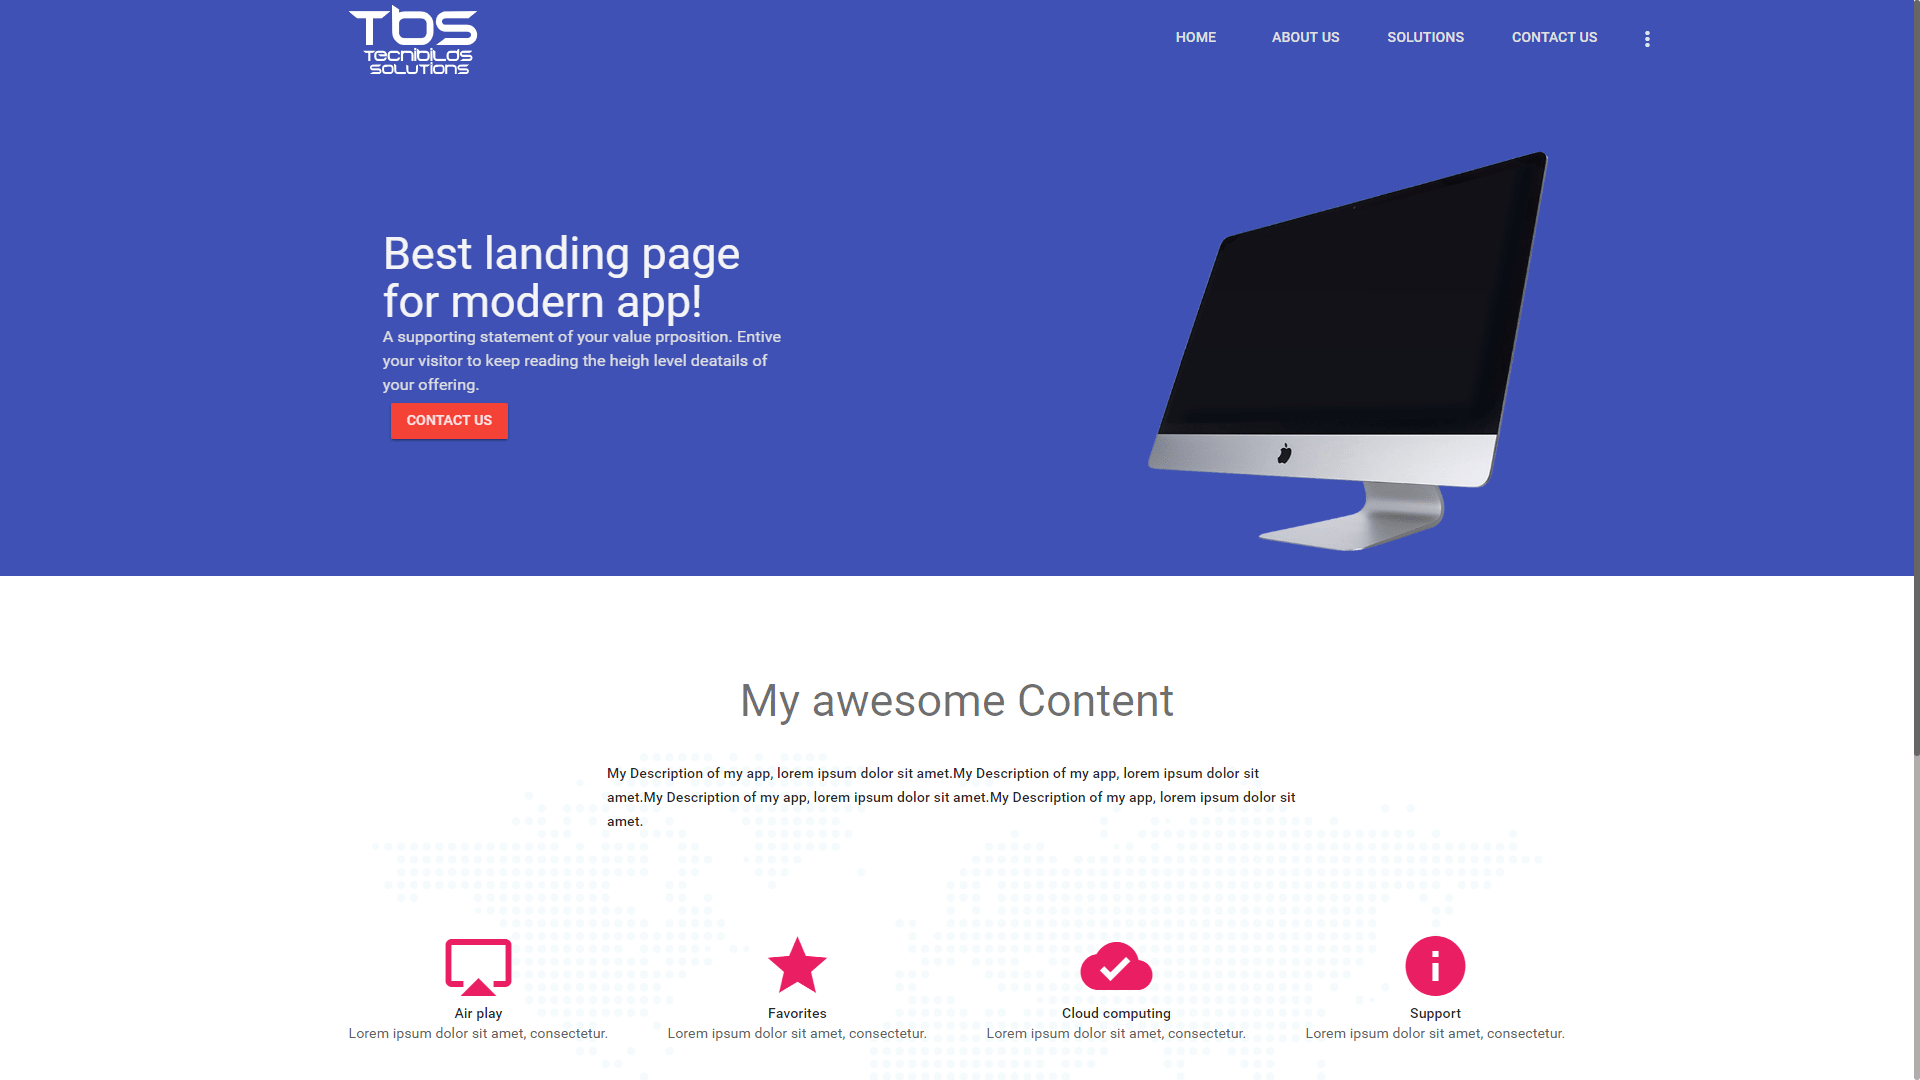 TBS
TECNIBILDS
SOLUTIONS
HOME
ABOUT US
SOLUTIONS
CONTACT US
Best landing page
for modern app!
A supporting statement of your value prposition. Entive
your visitor to keep reading the heigh level deatails of
your offering.
CONTACT US
My awesome Content
My Description of my app, lorem ipsum dolor sit amet.My Description of my app, lorem ipsum dolor sit
amet.My Description of my app, lorem ipsum dolor sit amet.My Description of my app, lorem ipsum dolor sit
amet.
Air play
Lorem ipsum dolor sit amet, consectetur.
Favorites
Lorem ipsum dolor sit amet, consectetur.
Cloud computing
Lorem ipsum dolor sit amet, consectetur.
Support
Lorem ipsum dolor sit amet, consectetur.